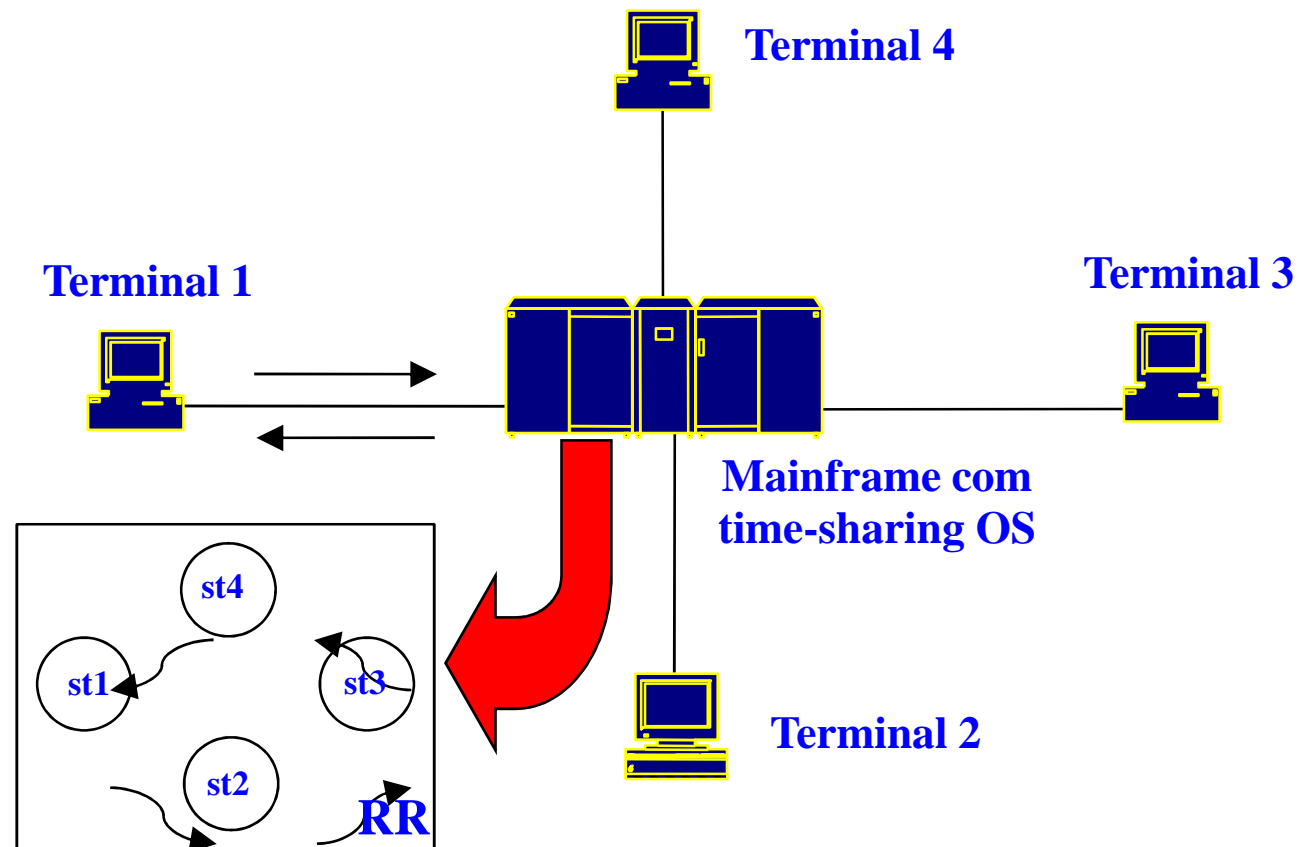 Terminal 4
Terminal 1
Terminal 3
Mainframe com
time-sharing OS
st4
st1
st3
st2
RR
Terminal 2